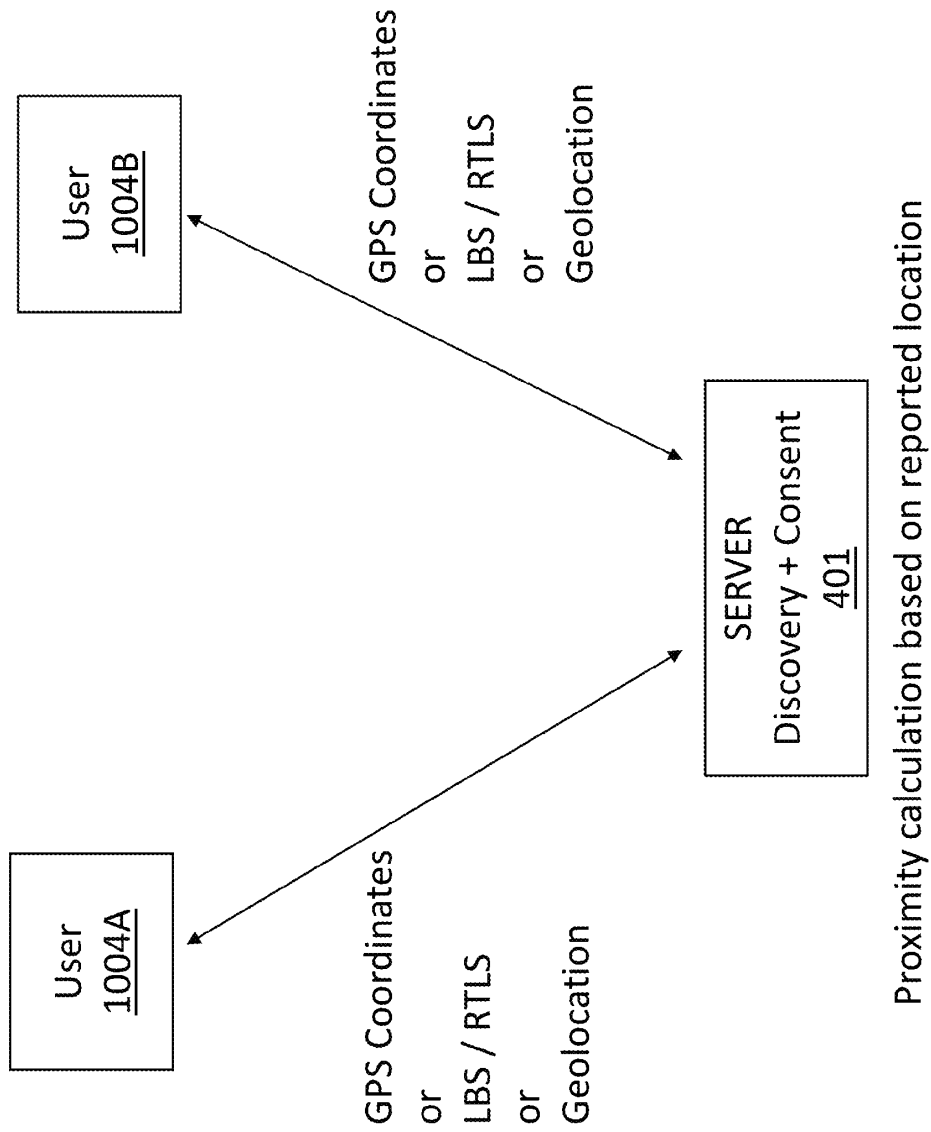 User
1004A
User
1004B
GPS Coordinates
or
LBS / RTLS
or
Geolocation
GPS Coordinates
or
LBS / RTLS
or
Geolocation
SERVER
Discovery + Consent
401
Proximity calculation based on reported location